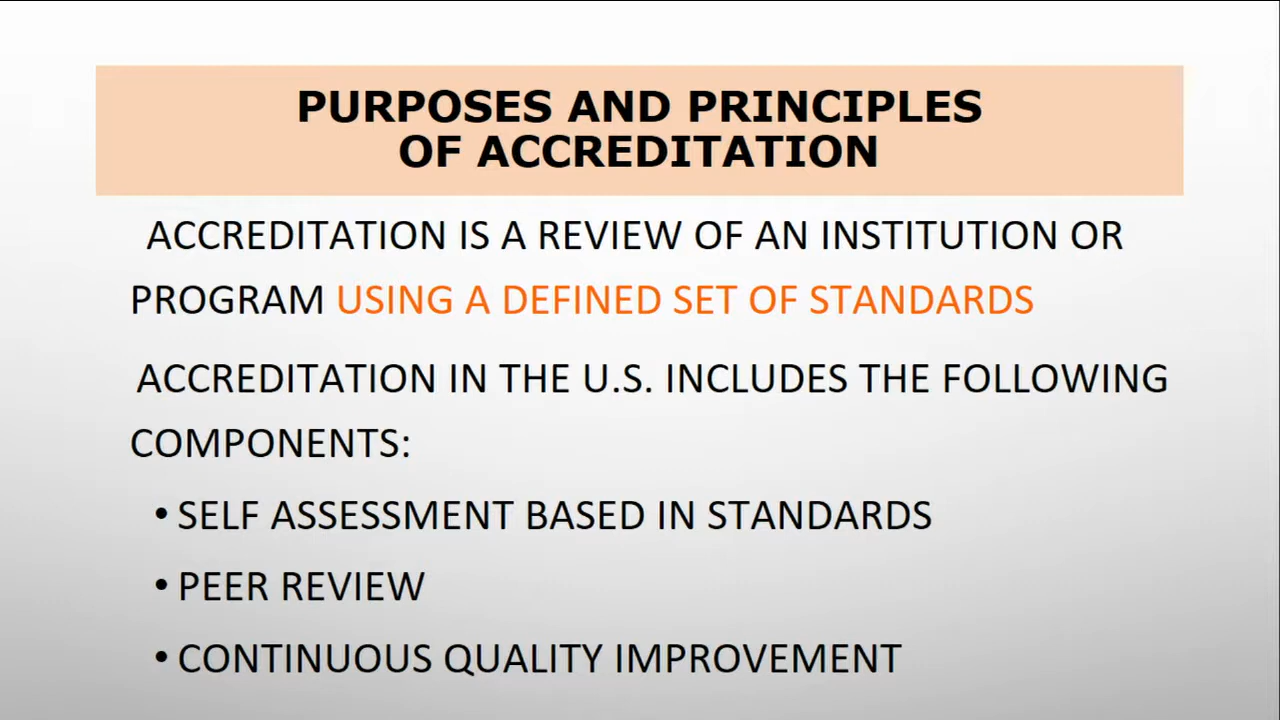 PURPOSES AND PRINCIPLES
OF ACCREDITATION
ACCREDITATION IS A REVIEW OF AN INSTITUTION OR
PROGRAM USING A DEFINED SET OF STANDARDS
ACCREDITATION IN THE U.S. INCLUDES THE FOLLOWING
COMPONENTS:
• SELF ASSESSMENT BASED IN STANDARDS
• PEER REVIEW
• CONTINUOUS QUALITY IMPROVEMENT